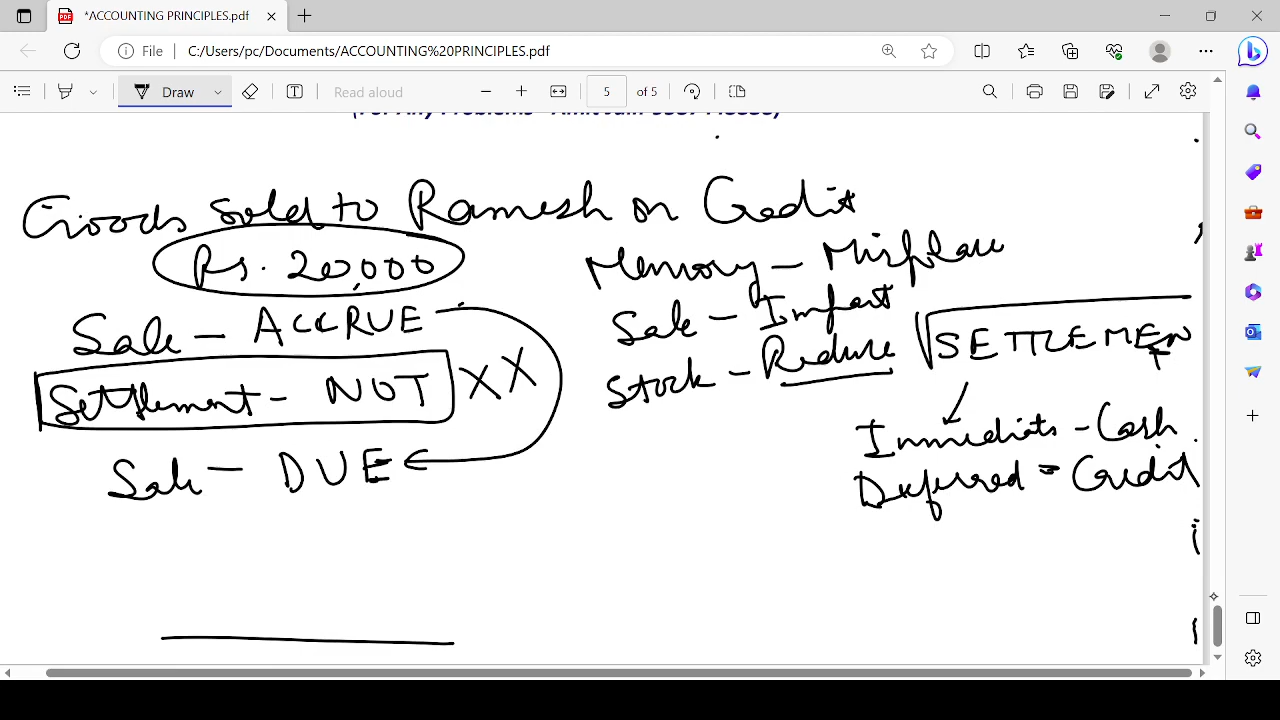 *ACCOUNTING PRINCIPLES.pdf
File C:/Users/pc/Documents/ACCOUNTING%20PRINCIPLES.pdf
Draw Read aloud 5 of 5
Goods sold to Ramesh on Credit
Rs. 20,000
Sale - ACCRUE
Settlement - NOT XX
Sale - DUE
Memory - Misplace
Sale - Impact
Stock - Reduce
SETTLEMENT
Immediate - Cash
Deferred - Credit